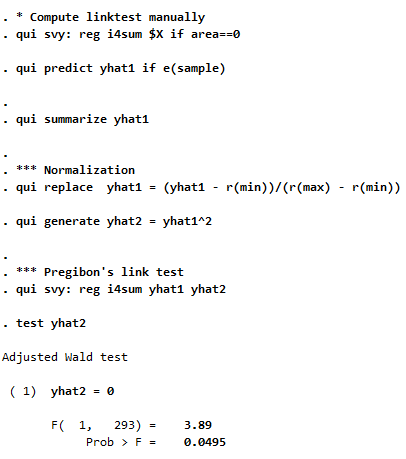 . * Compute linktest manually
. qui svy: reg i4sum $X if area==0
. qui predict yhat1 if e(sample)
.
. qui summarize yhat1
.
. *** Normalization
. qui replace  yhat1 = (yhat1 - r(min))/(r(max) - r(min))
. qui generate yhat2 = yhat1^2
.
. *** Pregibon's link test
. qui svy: reg i4sum yhat1 yhat2
. test yhat2
Adjusted Wald test
( 1)  yhat2 = 0
F(  1,   293) =    3.89
Prob > F =    0.0495